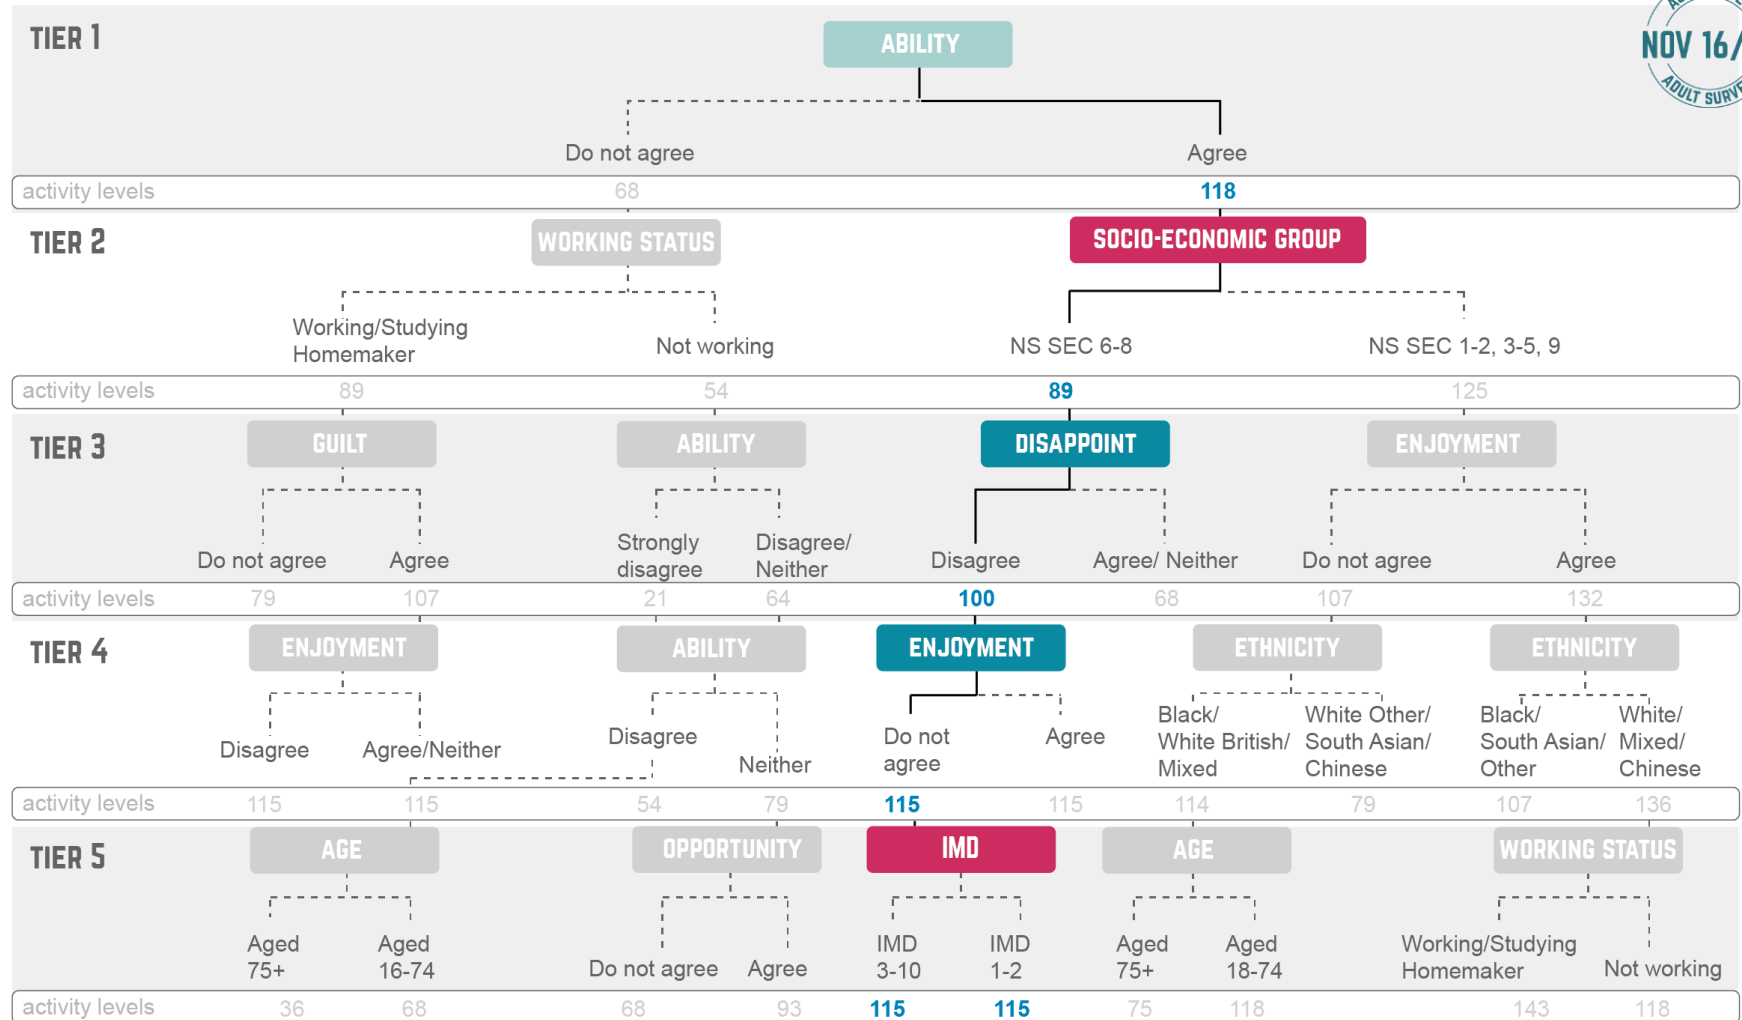 TIER 1
ABILITY
NOV 16/
ADULT
Do not agree
Agree
activity levels
68
118
TIER 2
WORKING STATUS
SOCIO-ECONOMIC GROUP
Working/Studying
Homemaker
Not working
NS SEC 6-8
NS SEC 1-2, 3-5, 9
activity levels
89
54
89
125
TIER 3
GUILT
ABILITY
DISAPPOINT
ENJOYMENT
Do not agree
Agree
Strongly
disagree
Disagree/
Neither
Disagree
Agree/ Neither
Do not agree
Agree
activity levels
79
107
21
64
100
68
107
132
TIER 4
ENJOYMENT
ABILITY
ENJOYMENT
ETHNICITY
ETHNICITY
Disagree
Agree/Neither
Disagree
Neither
Do not
agree
Agree
Black/
White British/
Mixed
White Other/
South Asian/
Chinese
Black/
South Asian/
Other
White/
Mixed/
Chinese
activity levels
115
115
54
79
115
115
114
79
107
136
TIER 5
AGE
OPPORTUNITY
IMD
AGE
WORKING STATUS
Aged
75+
Aged
16-74
Do not agree
Agree
IMD
3-10
IMD
1-2
Aged
75+
Aged
18-74
Working/Studying
Homemaker
Not working
activity levels
36
68
68
93
115
115
75
118
143
118